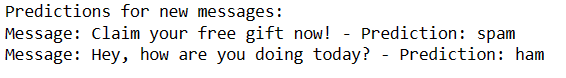 Predictions for new messages:
Message: Claim your free gift now! - Prediction: spam
Message: Hey, how are you doing today? - Prediction: ham